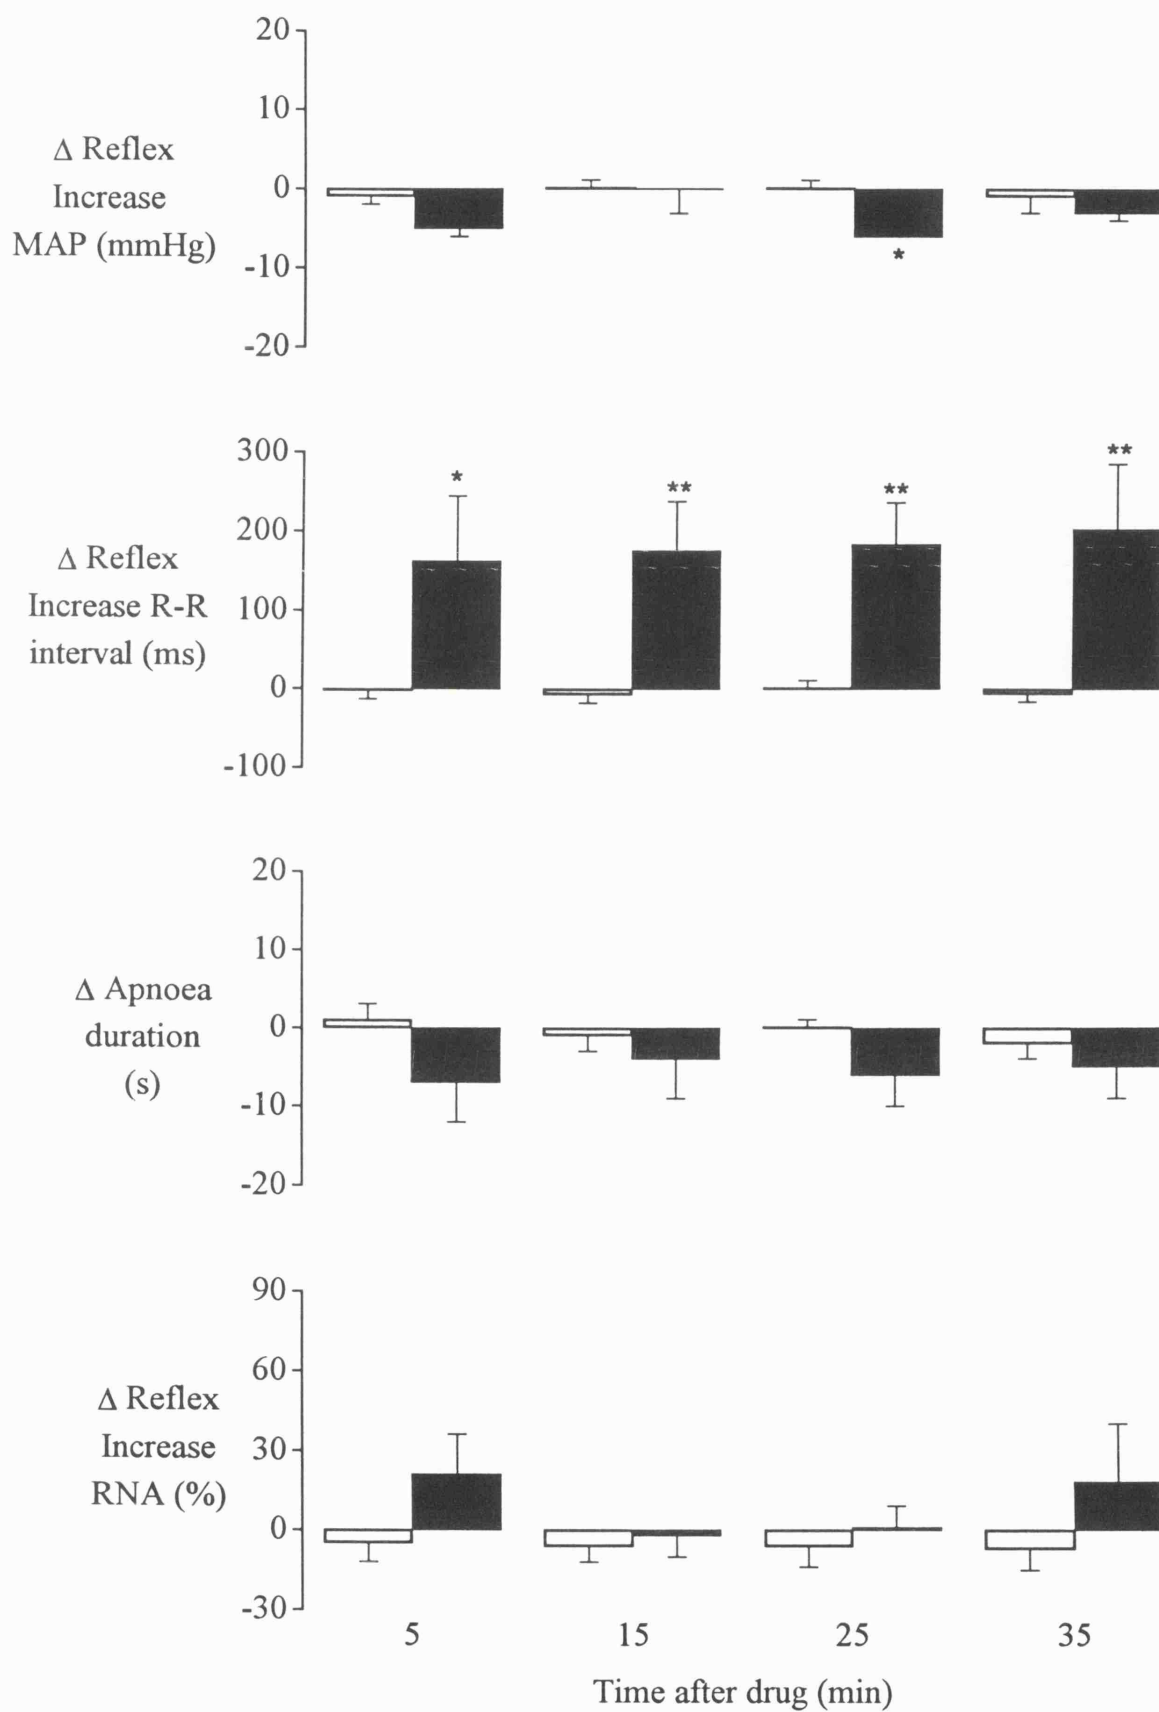 20
10
Δ Reflex
Increase
MAP (mmHg)
0
-10
-20
*
300
200
100
0
-100
Δ Reflex
Increase R-R
interval (ms)
*
**
**
**
20
10
0
-10
-20
Δ Apnoea
duration
(s)
90
60
30
0
-30
Δ Reflex
Increase
RNA (%)
5 15 25 35
Time after drug (min)